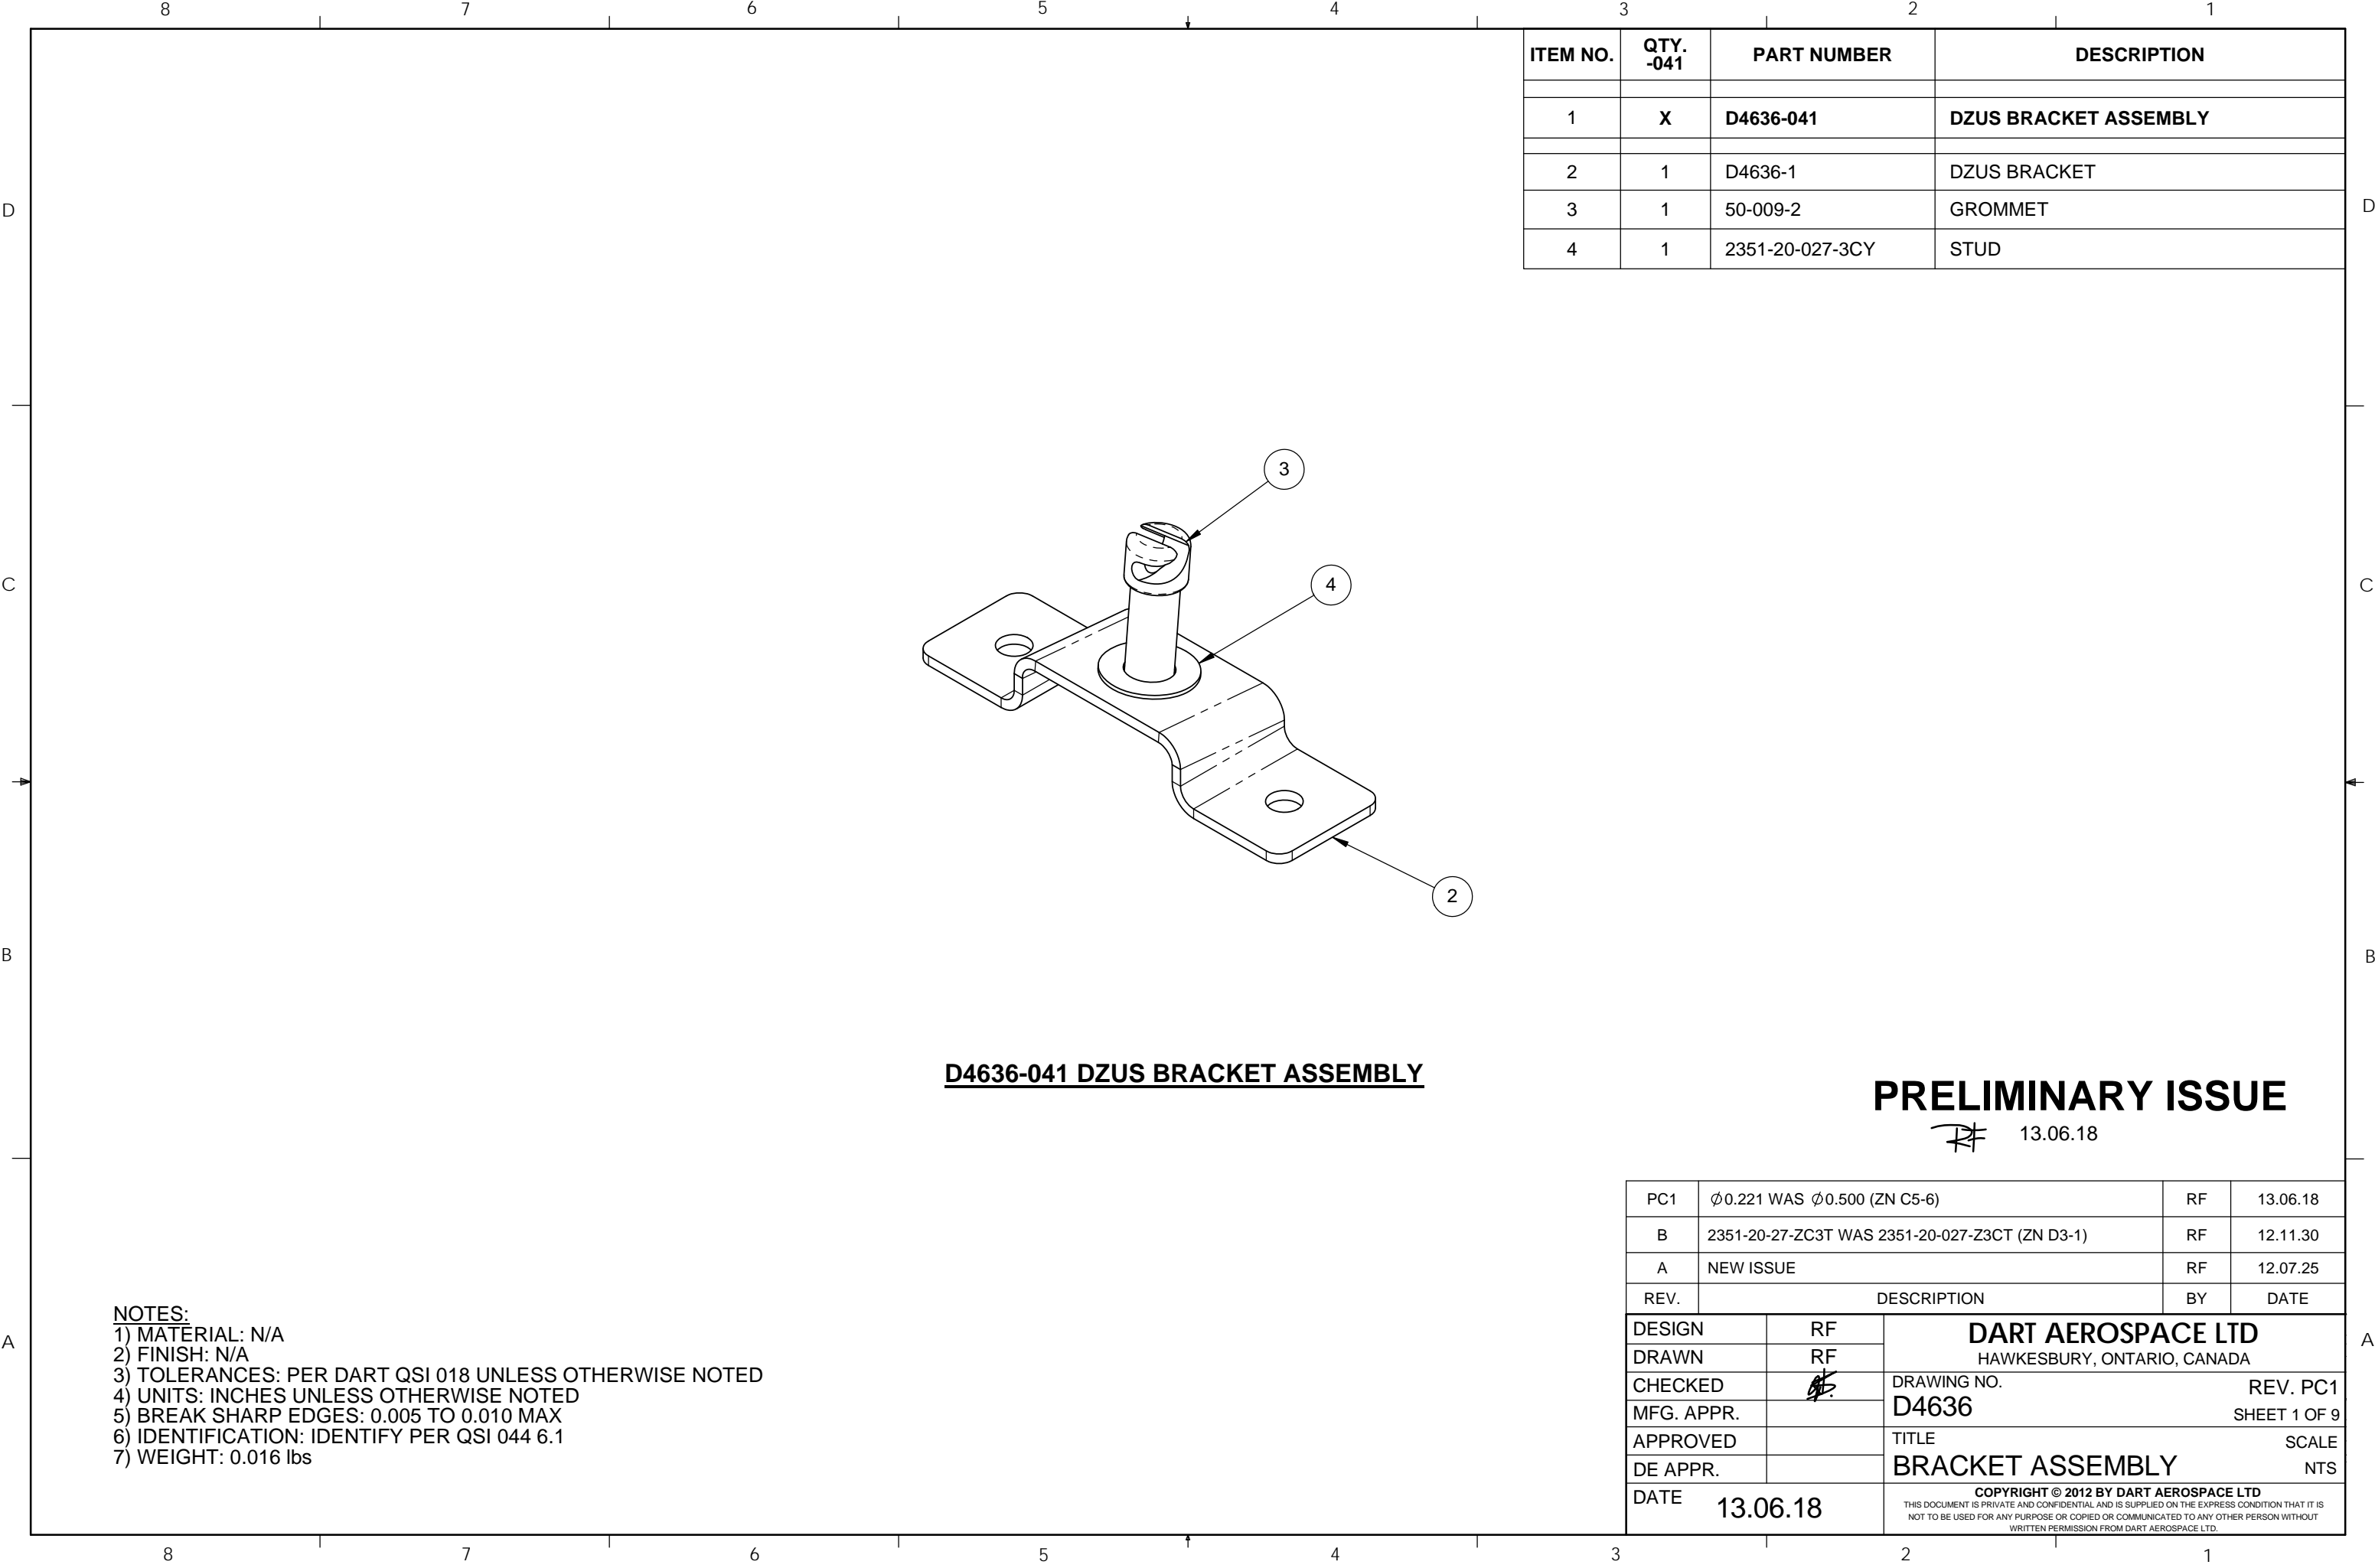 8 7 6 5 4 3 2 1
ITEM NO. QTY. -041 PART NUMBER DESCRIPTION
1 X D4636-041 DZUS BRACKET ASSEMBLY
2 1 D4636-1 DZUS BRACKET
3 1 50-009-2 GROMMET
4 1 2351-20-027-3CY STUD
D D
3
4
C C
2
B B
D4636-041 DZUS BRACKET ASSEMBLY
PRELIMINARY ISSUE
RF 13.06.18
PC1 ∅0.221 WAS ∅0.500 (ZN C5-6) RF 13.06.18
B 2351-20-27-ZC3T WAS 2351-20-027-Z3CT (ZN D3-1) RF 12.11.30
A NEW ISSUE RF 12.07.25
REV. DESCRIPTION BY DATE
NOTES:
1) MATERIAL: N/A
2) FINISH: N/A
3) TOLERANCES: PER DART QSI 018 UNLESS OTHERWISE NOTED
4) UNITS: INCHES UNLESS OTHERWISE NOTED
5) BREAK SHARP EDGES: 0.005 TO 0.010 MAX
6) IDENTIFICATION: IDENTIFY PER QSI 044 6.1
7) WEIGHT: 0.016 lbs
A A
DESIGN RF
DRAWN RF
CHECKED
MFG. APPR.
APPROVED
DE APPR.
DATE 13.06.18
DART AEROSPACE LTD
HAWKESBURY, ONTARIO, CANADA
DRAWING NO. REV. PC1
D4636 SHEET 1 OF 9
TITLE SCALE
BRACKET ASSEMBLY NTS
COPYRIGHT © 2012 BY DART AEROSPACE LTD
THIS DOCUMENT IS PRIVATE AND CONFIDENTIAL AND IS SUPPLIED ON THE EXPRESS CONDITION THAT IT IS
NOT TO BE USED FOR ANY PURPOSE OR COPIED OR COMMUNICATED TO ANY OTHER PERSON WITHOUT
WRITTEN PERMISSION FROM DART AEROSPACE LTD.
8 7 6 5 4 3 2 1